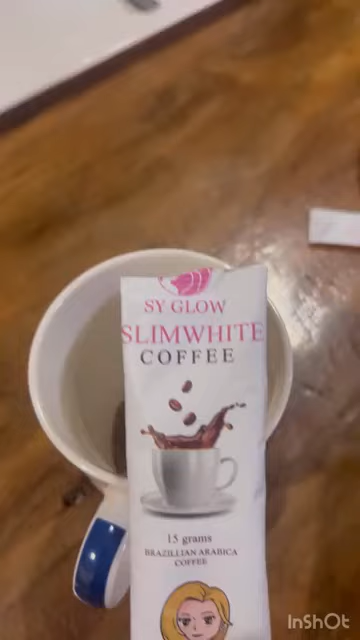 SY GLOW
SLIMWHITE
COFFEE
15 grams
BRAZILLIAN ARABICA
COFFEE
InShOt